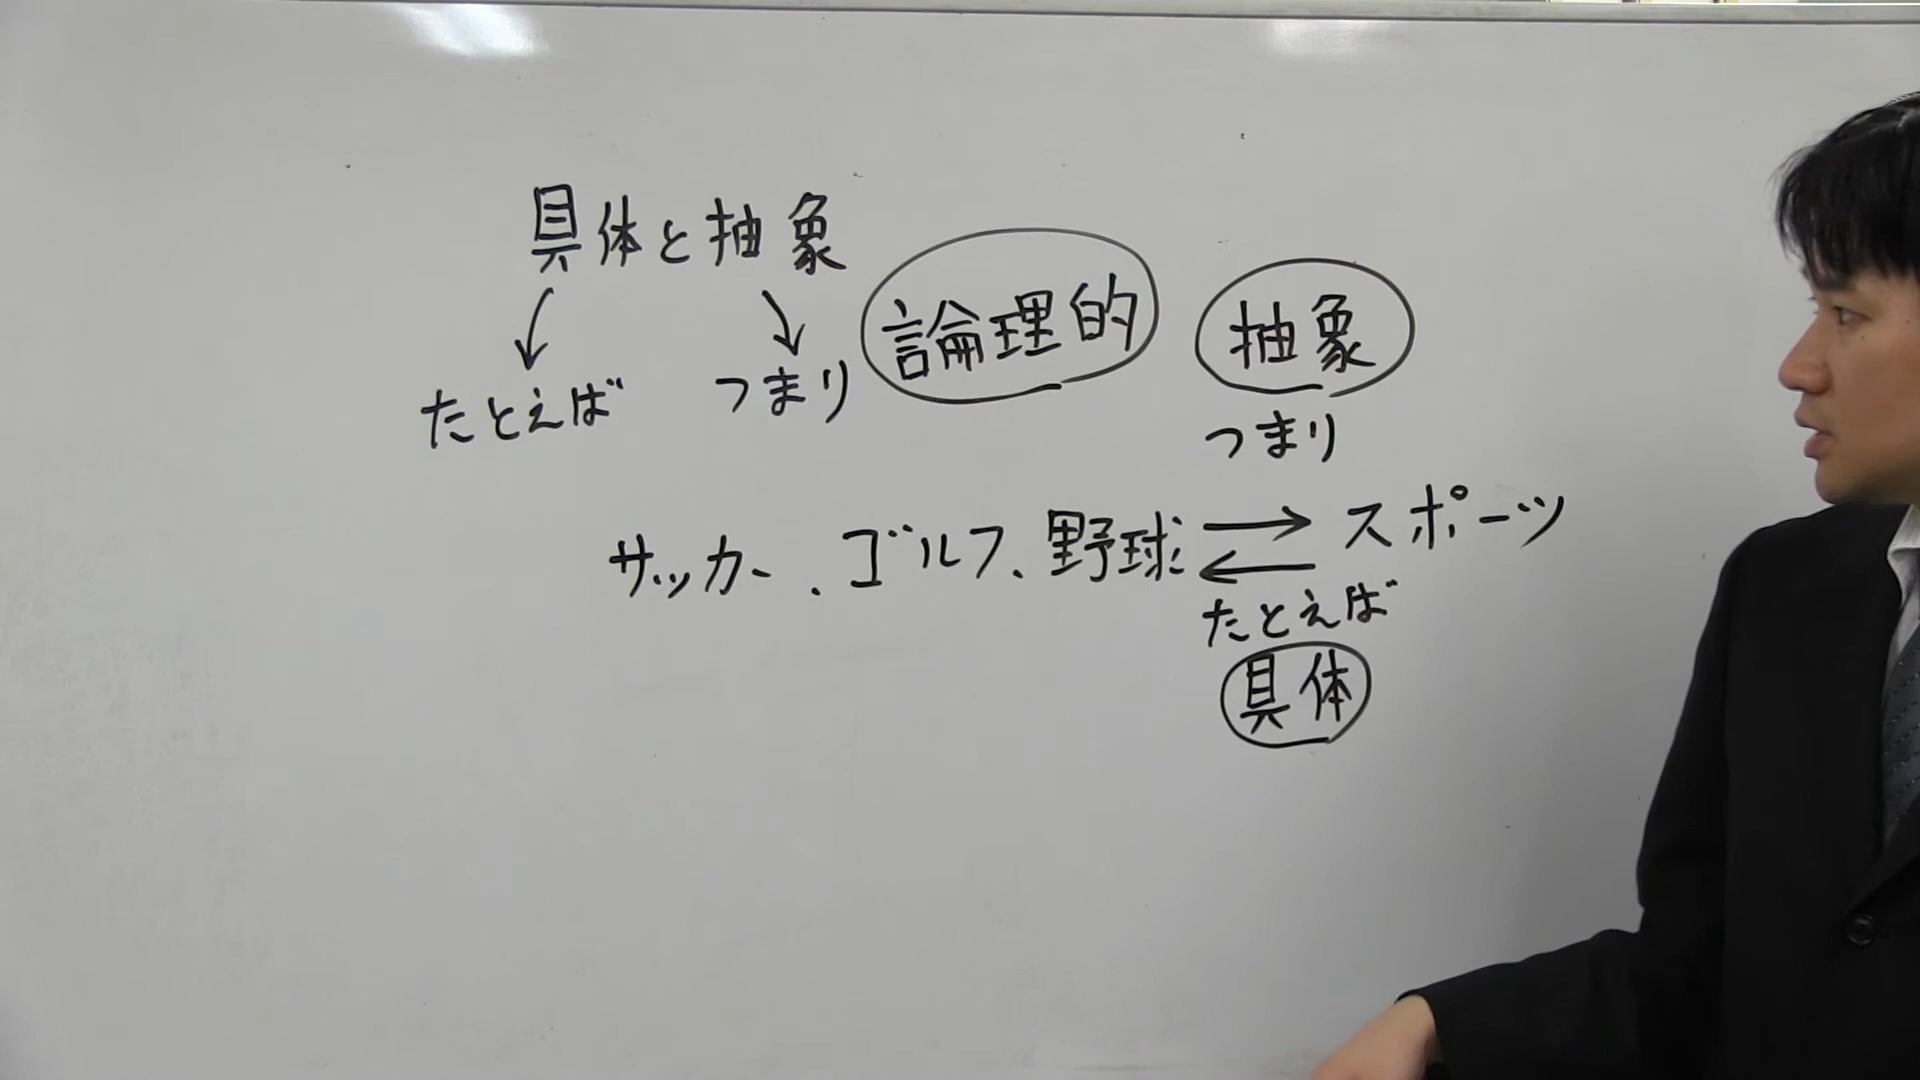 具体と抽象
たとえば
つまり
論理的
抽象
つまり
サッカー、ゴルフ、野球
スポーツ
たとえば
具体